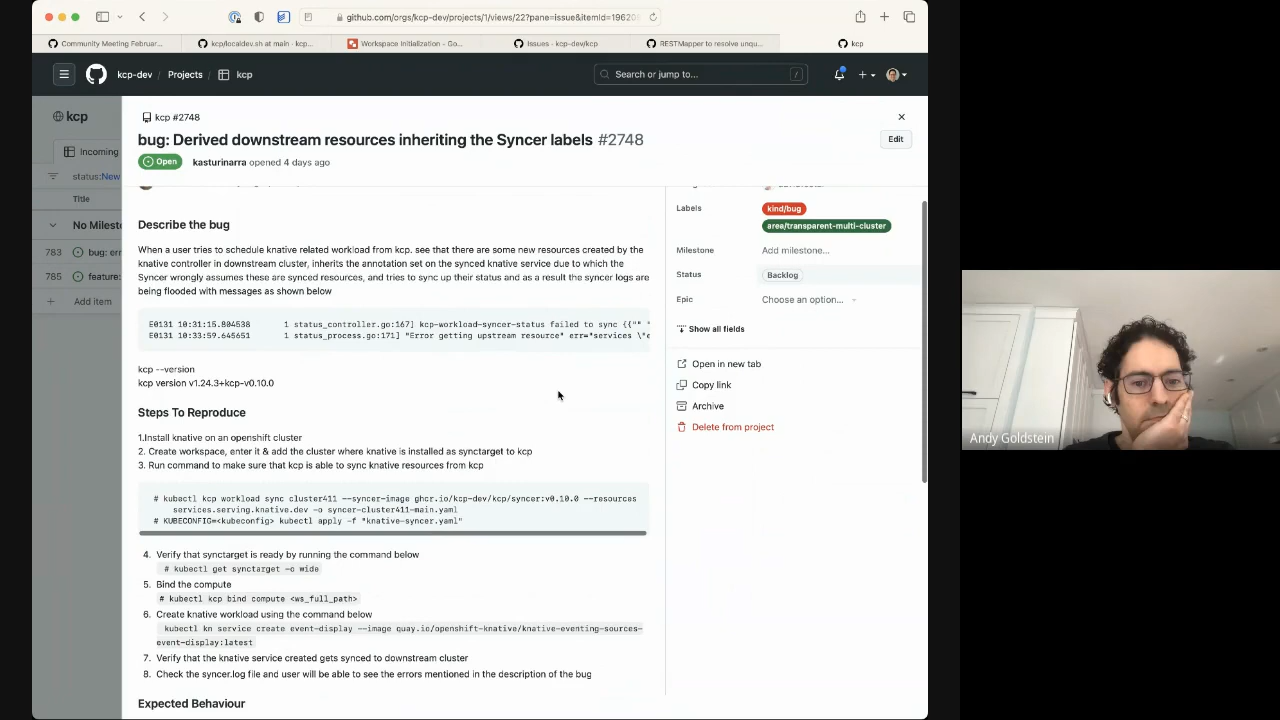 github.com/orgs/kcp-dev/projects/1/views/22?pane=issue&itemId=19620
Community Meeting Februar...
kcp/localdev.sh at main · kcp...
Workspace Initialization – Go...
Issues · kcp-dev/kcp
RESTMapper to resolve unqu...
kcp
kcp-dev / Projects / kcp
Search or jump to...
/
kcp
Incoming
status:New
Title
No Milest
783 bug: err
785 feature:
Add item
kcp #2748
bug: Derived downstream resources inheriting the Syncer labels #2748
Edit
Open
kasturinarra opened 4 days ago
Describe the bug
When a user tries to schedule knative related workload from kcp. see that there are some new resources created by the
knative controller in downstream cluster, inherits the annotation set on the synced knative service due to which the
Syncer wrongly assumes these are synced resources, and tries to sync up their status and as a result the syncer logs are
being flooded with messages as shown below
E0131 10:31:15.804538 1 status_controller.go:167] kcp-workload-syncer-status failed to sync {{"" "
E0131 10:33:59.645651 1 status_process.go:171] "Error getting upstream resource" err="services \"e
kcp --version
kcp version v1.24.3+kcp-v0.10.0
Steps To Reproduce
1.Install knative on an openshift cluster
2. Create workspace, enter it & add the cluster where knative is installed as synctarget to kcp
3. Run command to make sure that kcp is able to sync knative resources from kcp
# kubectl kcp workload sync cluster411 --syncer-image ghcr.io/kcp-dev/kcp/syncer:v0.10.0 --resources
services.serving.knative.dev -o syncer-cluster411-main.yaml
# KUBECONFIG=<kubeconfig> kubectl apply -f "knative-syncer.yaml"
4. Verify that synctarget is ready by running the command below
# kubectl get synctarget -o wide
5. Bind the compute
# kubectl kcp bind compute <ws_full_path>
6. Create knative workload using the command below
kubectl kn service create event-display --image quay.io/openshift-knative/knative-eventing-sources-
event-display:latest
7. Verify that the knative service created gets synced to downstream cluster
8. Check the syncer.log file and user will be able to see the errors mentioned in the description of the bug
Expected Behaviour
Labels
kind/bug
area/transparent-multi-cluster
Milestone
Add milestone...
Status
Backlog
Epic
Choose an option...
Show all fields
Open in new tab
Copy link
Archive
Delete from project
Andy Goldstein